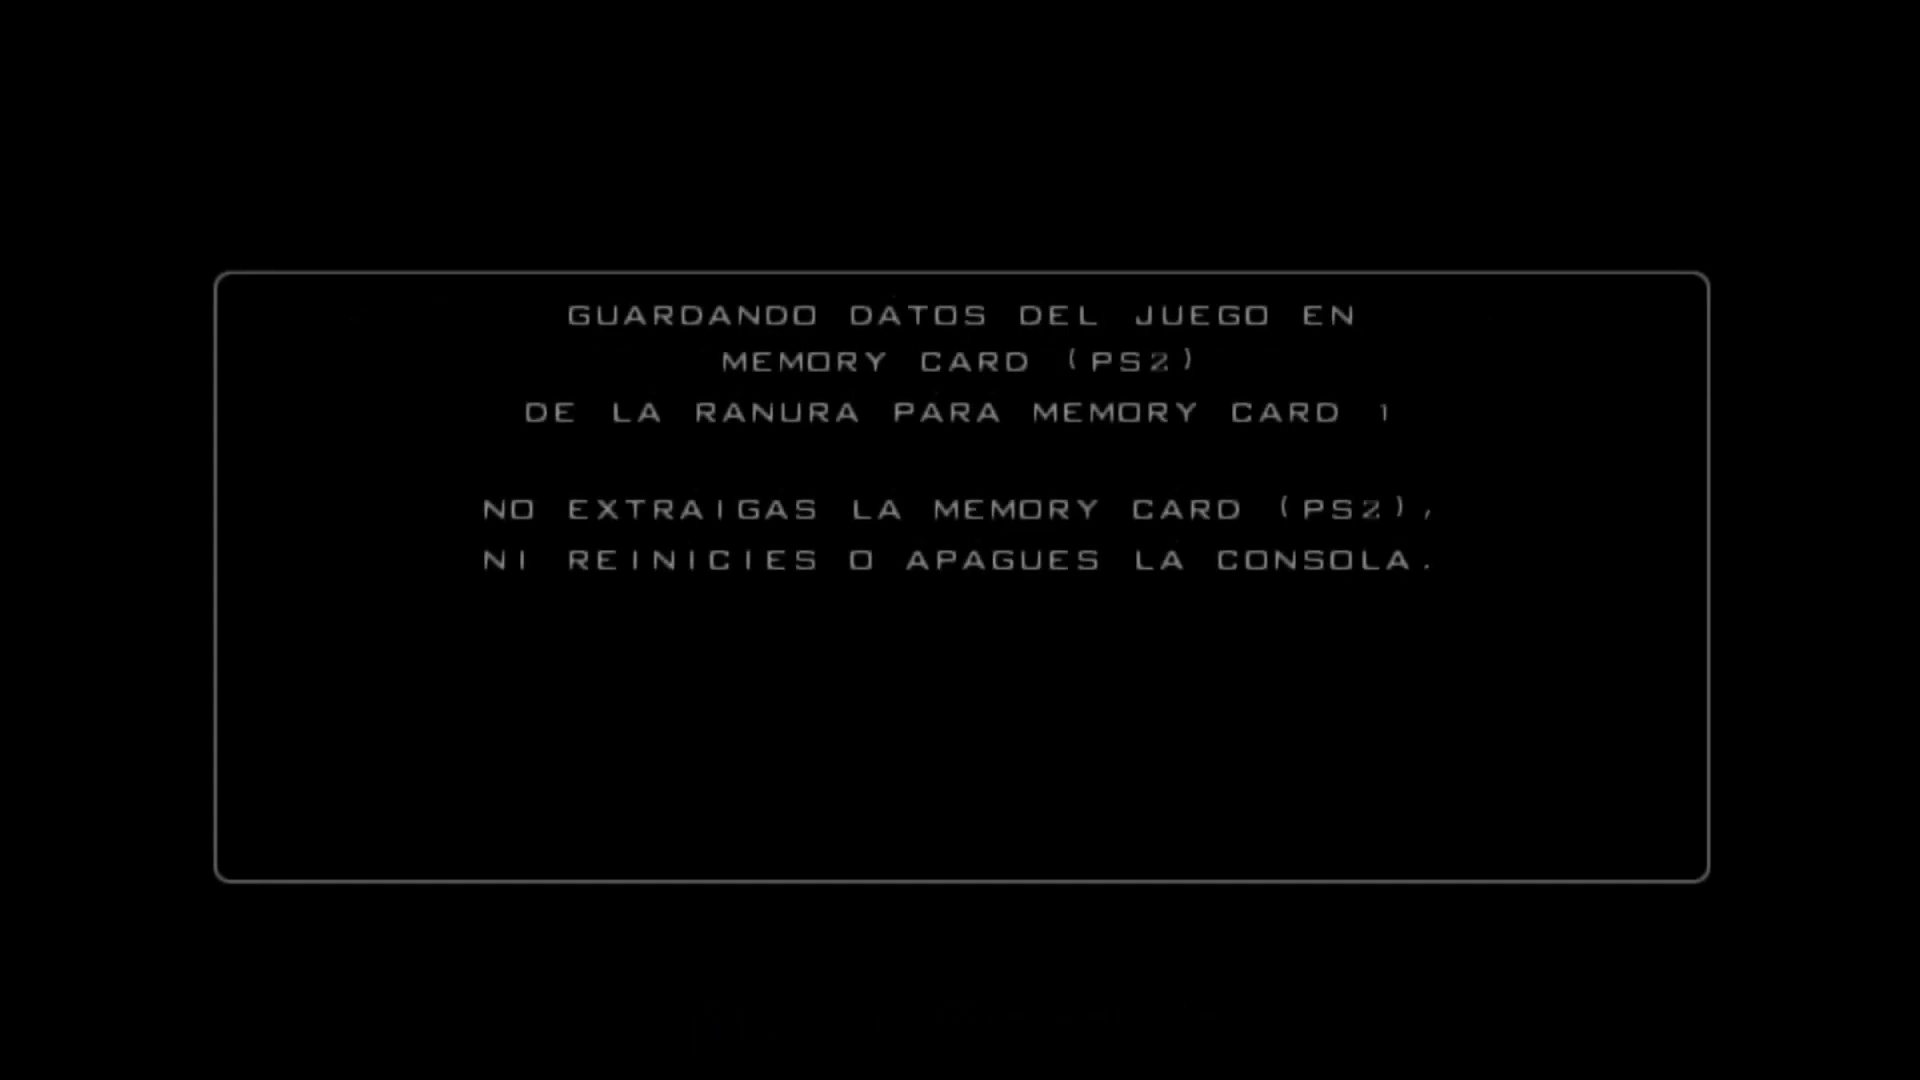 GUARDANDO DATOS DEL JUEGO EN
MEMORY CARD (PS2)
DE LA RANURA PARA MEMORY CARD 1
NO EXTRAIGAS LA MEMORY CARD (PS2),
NI REINICIES O APAGUES LA CONSOLA.